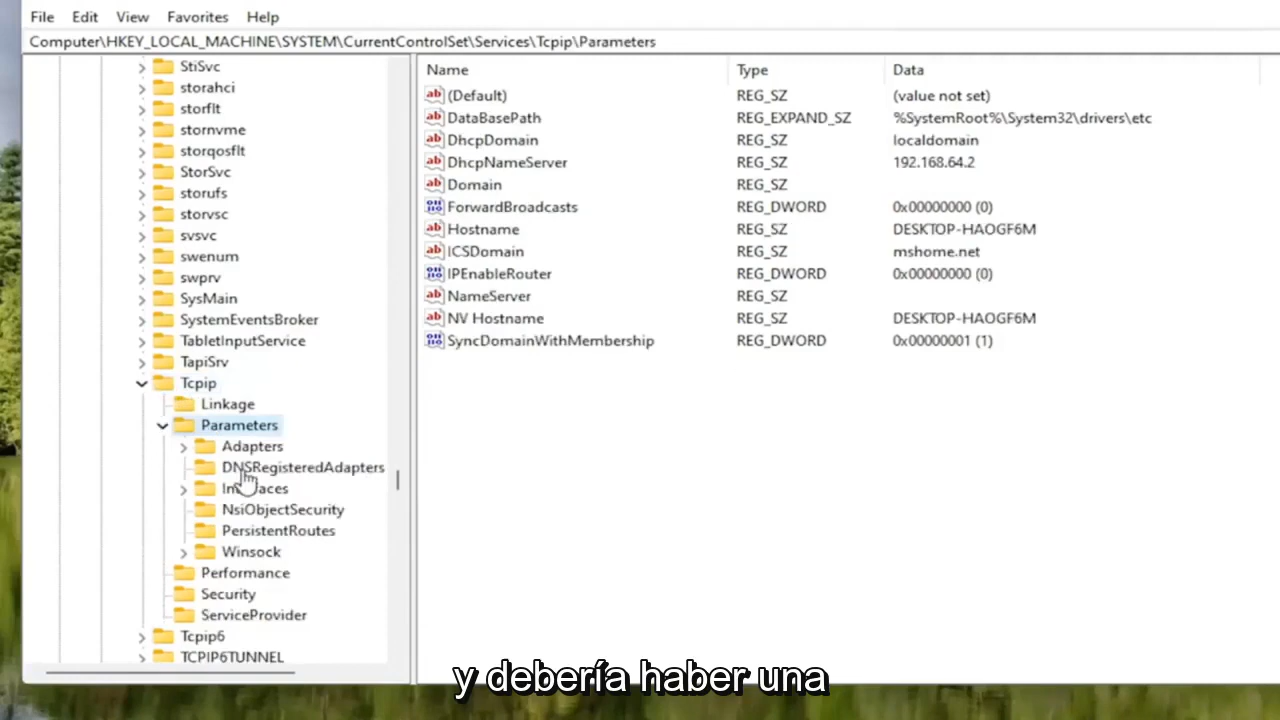 File Edit View Favorites Help
Computer\HKEY_LOCAL_MACHINE\SYSTEM\CurrentControlSet\Services\Tcpip\Parameters
StiSvc
storahci
storflt
stornvme
storqosflt
StorSvc
storufs
storvsc
svsvc
swenum
swprv
SysMain
SystemEventsBroker
TabletInputService
TapiSrv
Tcpip
Linkage
Parameters
Adapters
DNSRegisteredAdapters
NsiObjectSecurity
PersistentRoutes
Winsock
Performance
Security
ServiceProvider
Tcpip6
TCPIP6TUNNEL
Name Type Data
(Default) REG_SZ (value not set)
DataBasePath REG_EXPAND_SZ %SystemRoot%\System32\drivers\etc
DhcpDomain REG_SZ localdomain
DhcpNameServer REG_SZ 192.168.64.2
Domain REG_SZ
ForwardBroadcasts REG_DWORD 0x00000000 (0)
Hostname REG_SZ DESKTOP-HAOGF6M
ICSDomain REG_SZ mshome.net
IPEnableRouter REG_DWORD 0x00000000 (0)
NameServer REG_SZ
NV Hostname REG_SZ DESKTOP-HAOGF6M
SyncDomainWithMembership REG_DWORD 0x00000001 (1)
y debería haber una